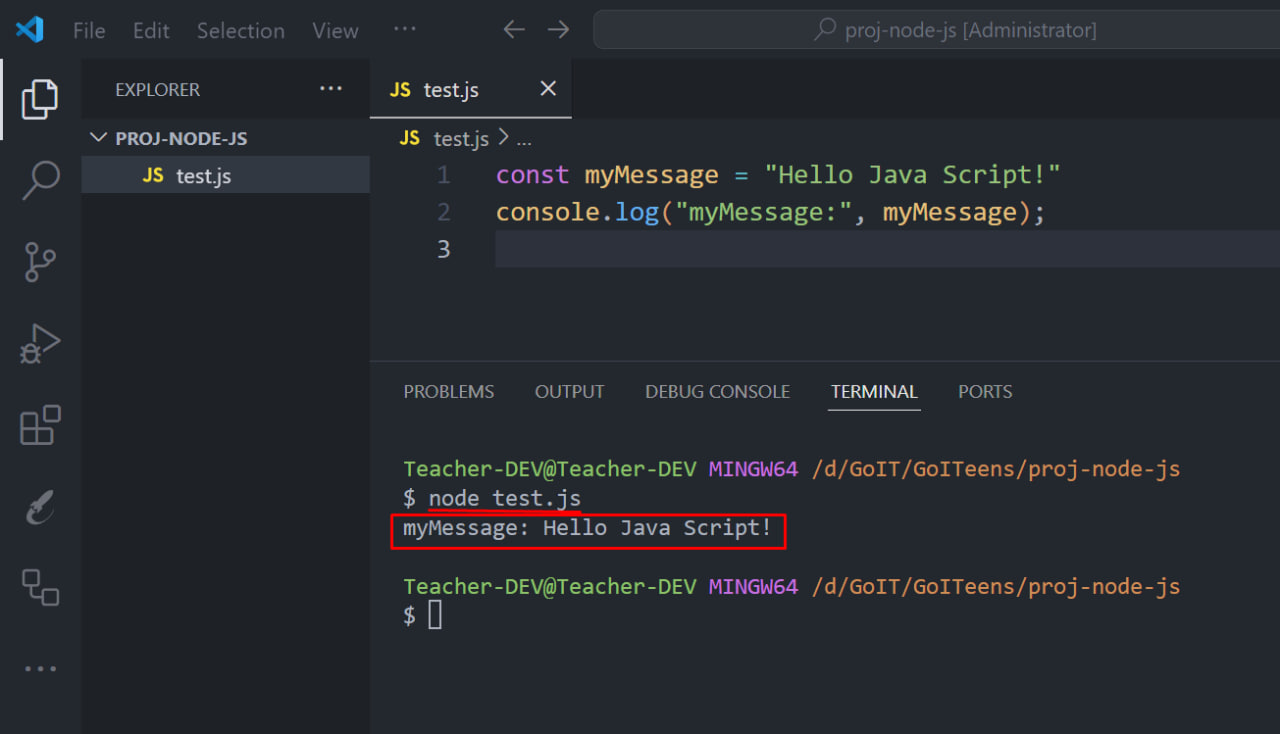 File Edit Selection View ···
proj-node-js [Administrator]
EXPLORER ···
JS test.js
PROJ-NODE-JS
JS test.js
JS test.js > ...
1 const myMessage = "Hello Java Script!"
2 console.log("myMessage:", myMessage);
3
PROBLEMS OUTPUT DEBUG CONSOLE TERMINAL PORTS
Teacher-DEV@Teacher-DEV MINGW64 /d/GoIT/GoITeens/proj-node-js
$ node test.js
myMessage: Hello Java Script!
Teacher-DEV@Teacher-DEV MINGW64 /d/GoIT/GoITeens/proj-node-js
$